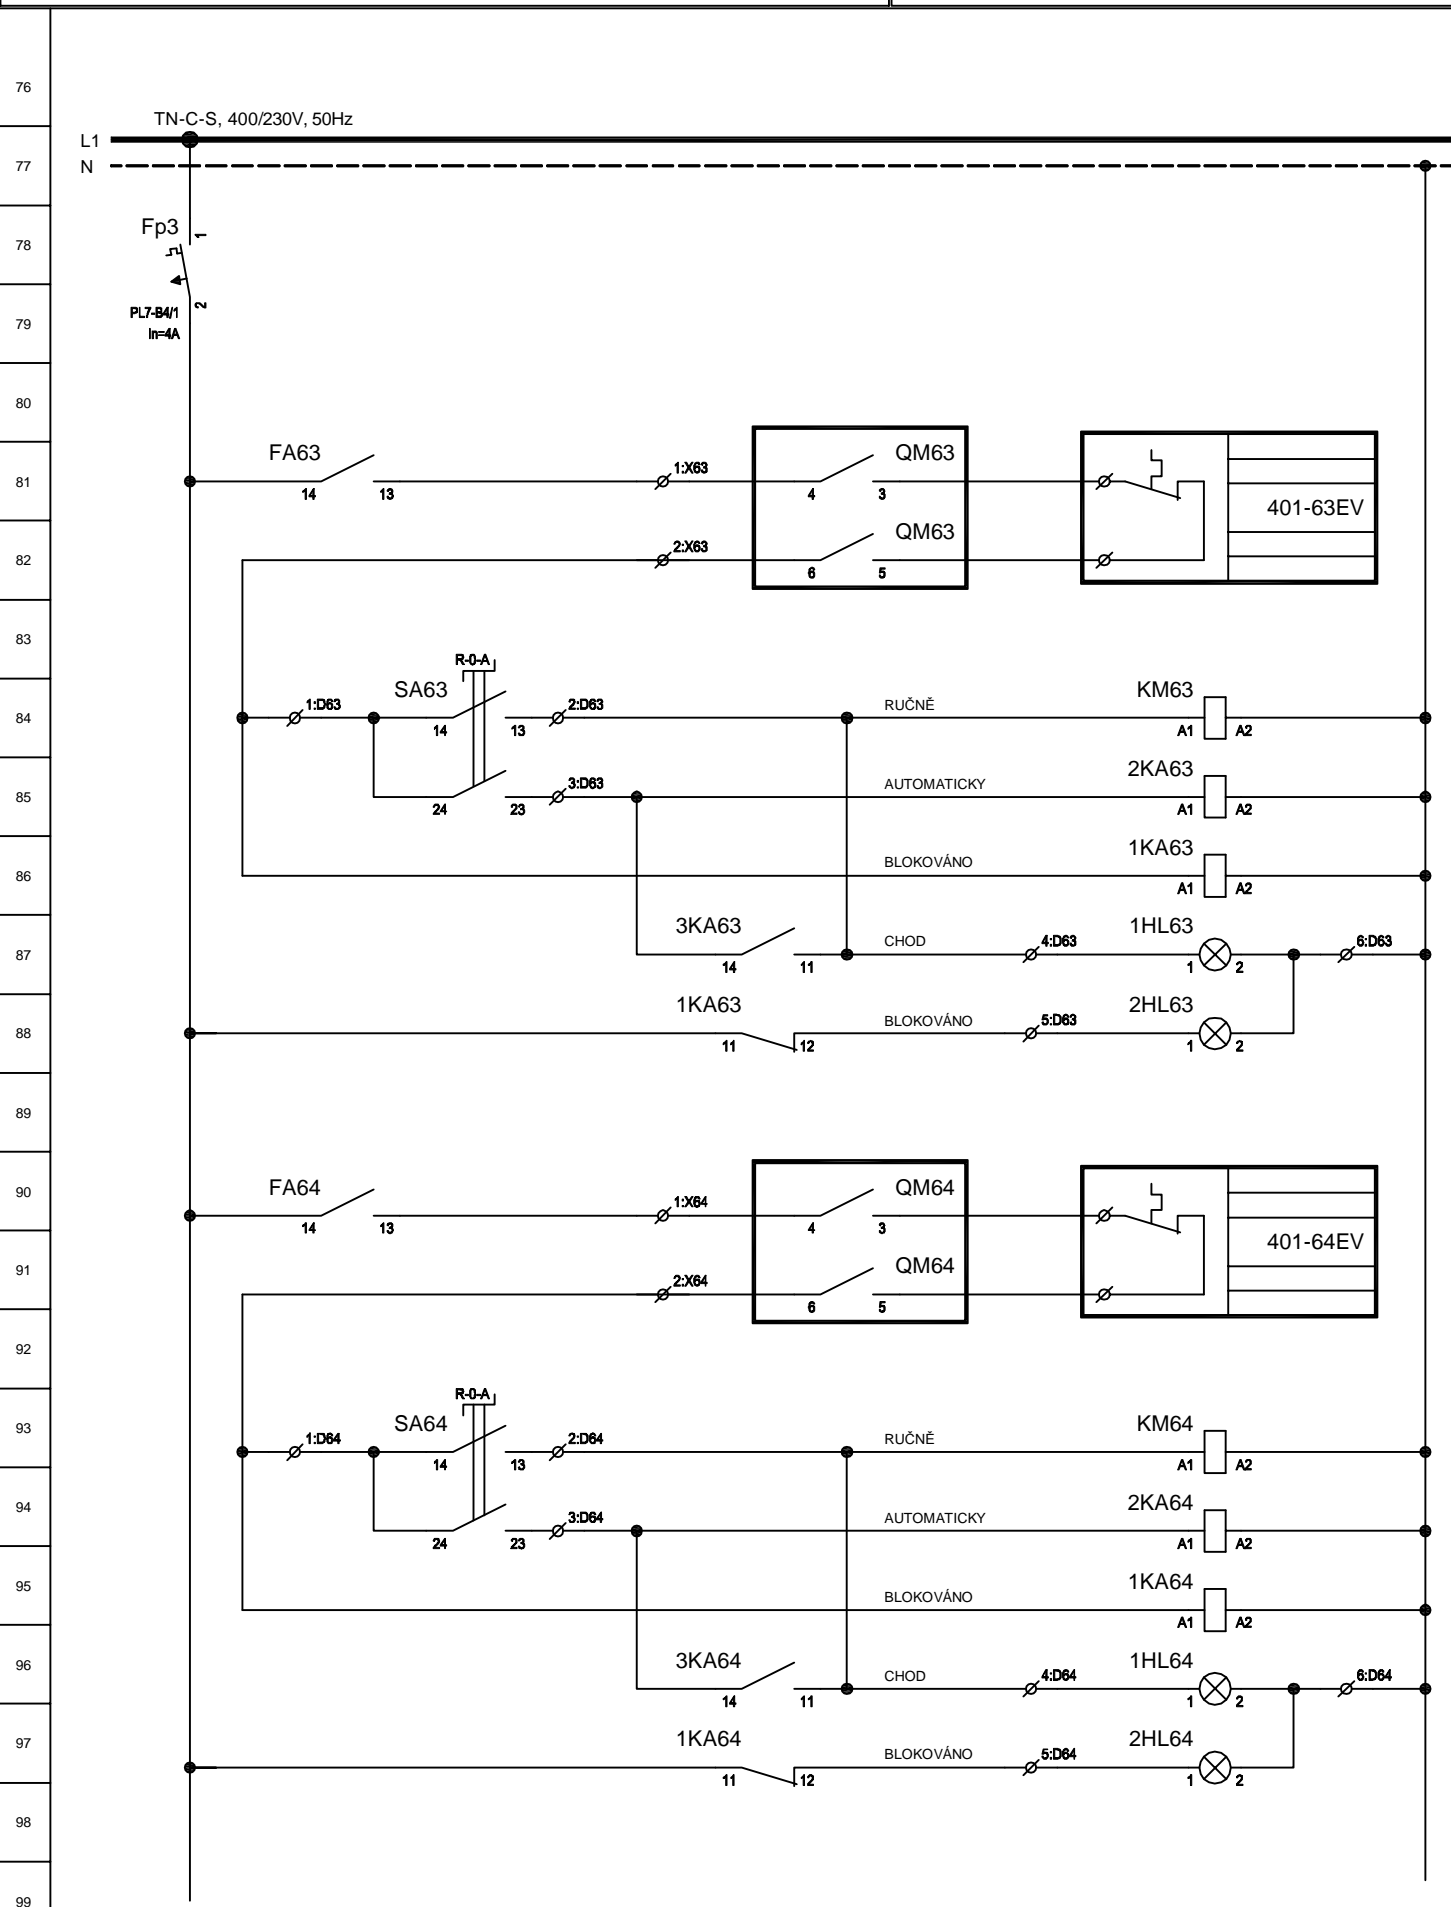 76
TN-C-S, 400/230V, 50Hz
L1
77 N
Fp3 1
78
2
PL7-B4/1
79
In=4A
80
FA63 QM63
1:X63
81 14 13 4 3
401-63EV
QM63
2:X63
82 6 5
83
R-0-A
SA63 KM63
1:D63 2:D63 RUČNĚ
84 14 13 A1 A2
2KA63
3:D63 AUTOMATICKY
85 24 23 A1 A2
1KA63
BLOKOVÁNO
86 A1 A2
3KA63 1HL63
CHOD 4:D63 6:D63
87 14 11 1 2
1KA63 2HL63
BLOKOVÁNO 5:D63
88 11 12 1 2
89
FA64 QM64
1:X64
90 14 13 4 3
401-64EV
QM64
2:X64
91 6 5
92
R-0-A
SA64 KM64
1:D64 2:D64 RUČNĚ
93 14 13 A1 A2
2KA64
3:D64 AUTOMATICKY
94 24 23 A1 A2
1KA64
BLOKOVÁNO
95 A1 A2
3KA64 1HL64
CHOD 4:D64 6:D64
96 14 11 1 2
1KA64 2HL64
BLOKOVÁNO 5:D64
97 11 12 1 2
98
99